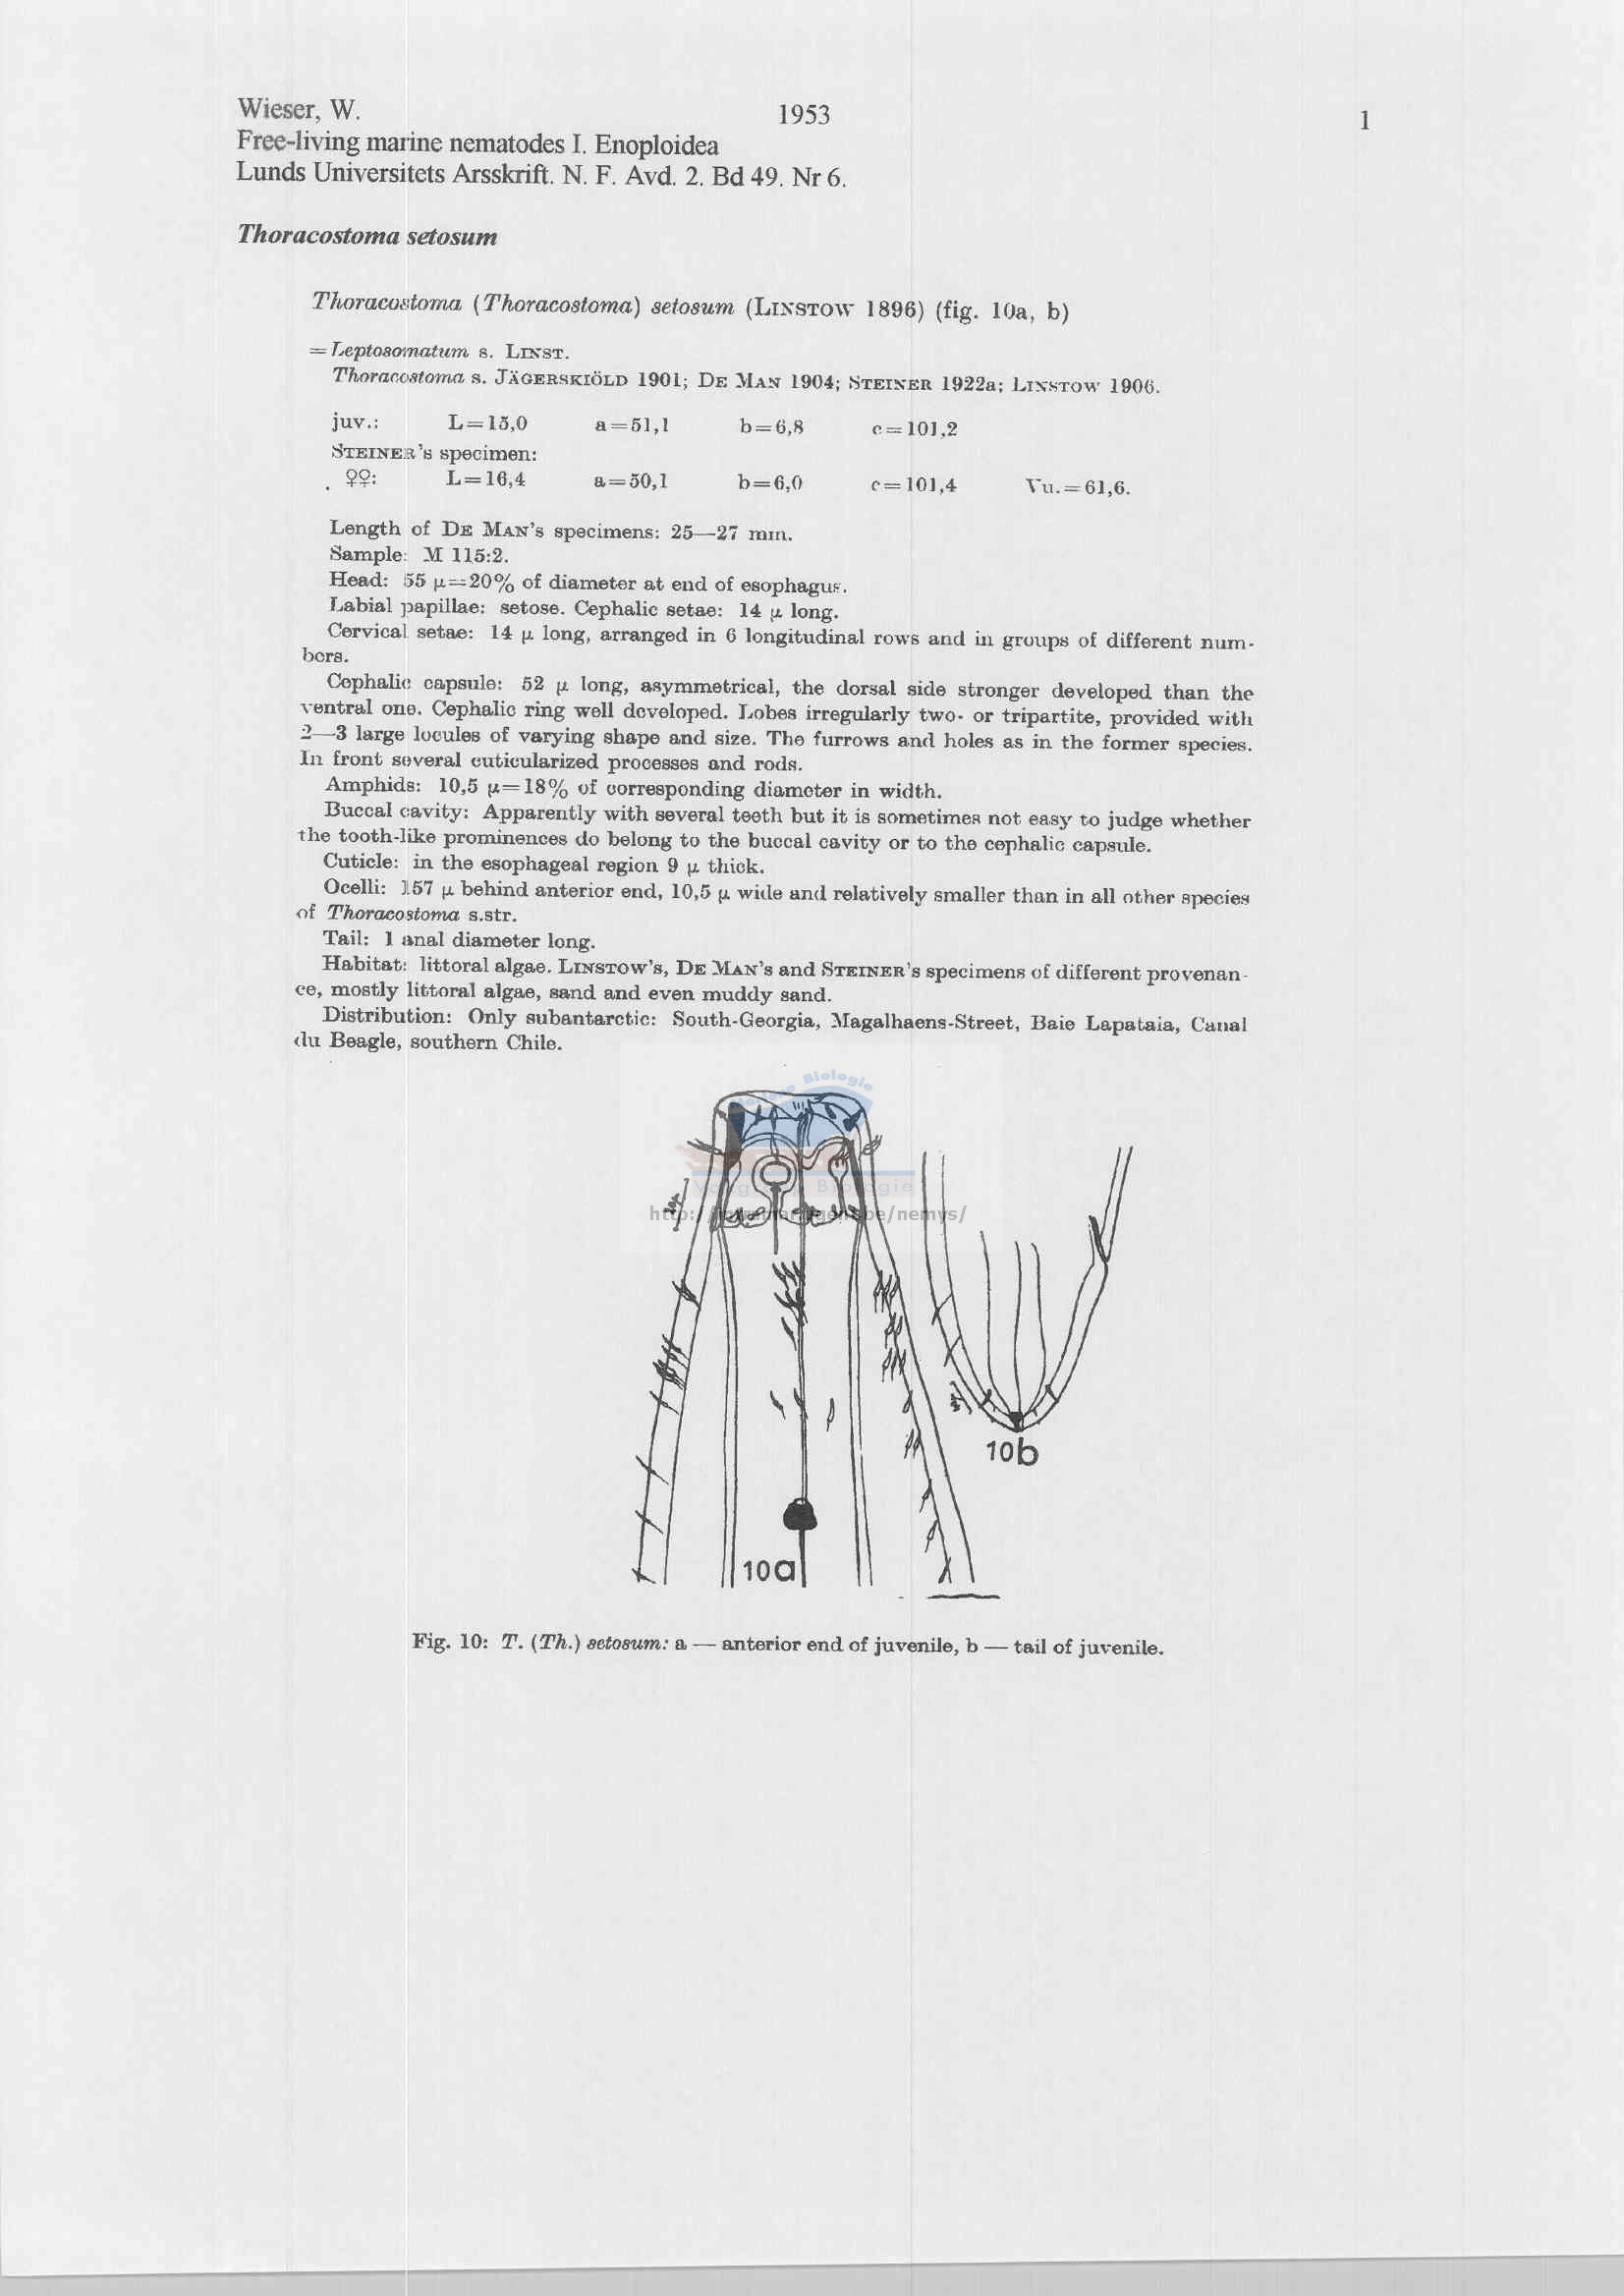 Wieser, W.
1953
1
Free-living marine nematodes I. Enoploidea
Lunds Universitets Arsskrift. N. F. Avd. 2. Bd 49. Nr 6.
Thoracostoma setosum
Thoracostoma (Thoracostoma) setosum (LINSTOW 1896) (fig. 10a, b)
= Leptosomatum s. LINST.
Thoracostoma s. JÄGERSKIÖLD 1901; DE MAN 1904; STEINER 1922a; LINSTOW 1906.
juv.: L=15,0 a=51,1 b=6,8 c=101,2
STEINER's specimen:
♀♀: L=16,4 a=50,1 b=6,0 c=101,4 Vu.=61,6.
Length of DE MAN's specimens: 25—27 mm.
Sample: M 115:2.
Head: 55 μ=20% of diameter at end of esophagus.
Labial papillae: setose. Cephalic setae: 14 μ long.
Cervical setae: 14 μ long, arranged in 6 longitudinal rows and in groups of different num-
bers.
Cephalic capsule: 52 μ long, asymmetrical, the dorsal side stronger developed than the
ventral one. Cephalic ring well developed. Lobes irregularly two- or tripartite, provided with
2—3 large locules of varying shape and size. The furrows and holes as in the former species.
In front several cuticularized processes and rods.
Amphids: 10,5 μ=18% of corresponding diameter in width.
Buccal cavity: Apparently with several teeth but it is sometimes not easy to judge whether
the tooth-like prominences do belong to the buccal cavity or to the cephalic capsule.
Cuticle: in the esophageal region 9 μ thick.
Ocelli: 157 μ behind anterior end, 10,5 μ wide and relatively smaller than in all other species
of Thoracostoma s.str.
Tail: 1 anal diameter long.
Habitat: littoral algae. LINSTOW's, DE MAN's and STEINER's specimens of different provenan-
ce, mostly littoral algae, sand and even muddy sand.
Distribution: Only subantarctic: South-Georgia, Magalhaens-Street, Baie Lapataia, Canal
du Beagle, southern Chile.
Biologie
10b
10a
Fig. 10: T. (Th.) setosum: a — anterior end of juvenile, b — tail of juvenile.